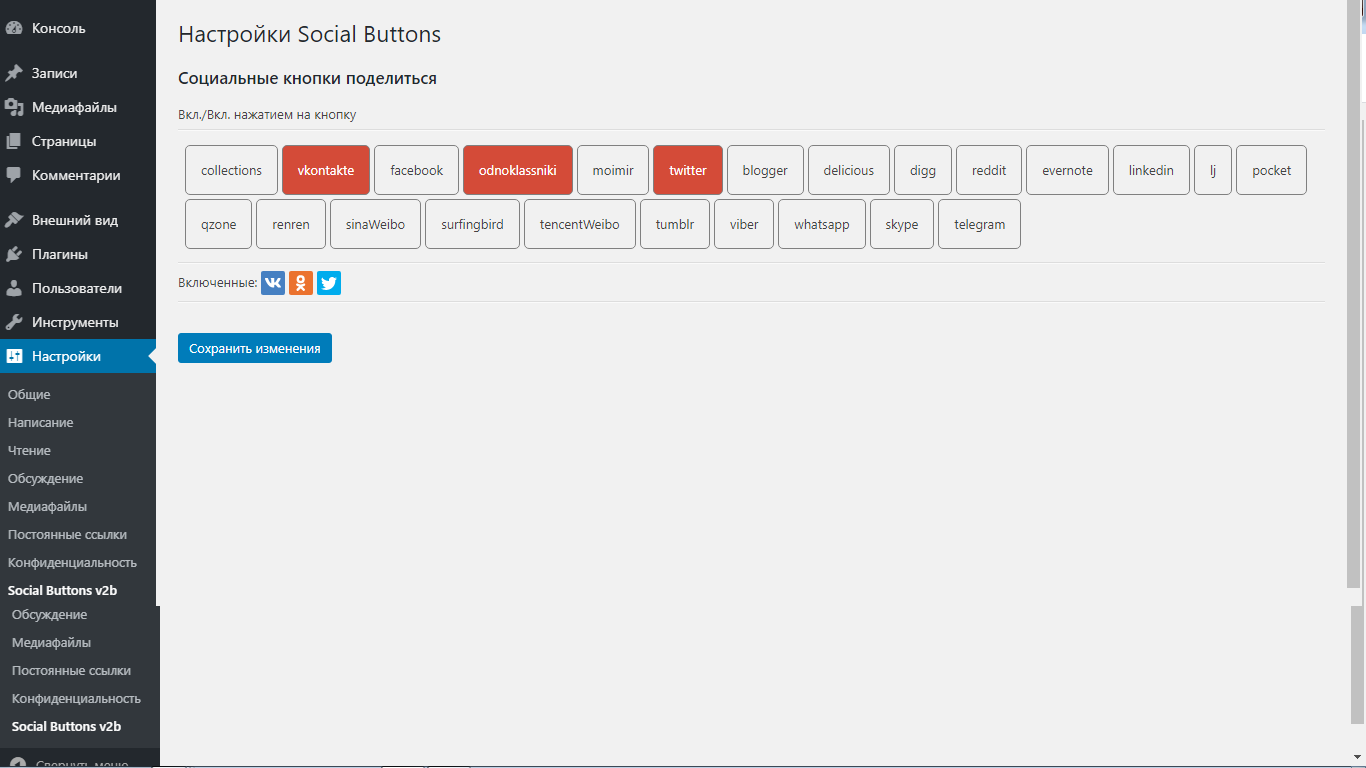 Консоль
Записи
Медиафайлы
Страницы
Комментарии
Внешний вид
Плагины
Пользователи
Инструменты
Настройки
Общие
Написание
Чтение
Обсуждение
Медиафайлы
Постоянные ссылки
Конфиденциальность
Social Buttons v2b
Обсуждение
Медиафайлы
Постоянные ссылки
Конфиденциальность
Social Buttons v2b
Свернуть меню
Настройки Social Buttons
Социальные кнопки поделиться
Вкл./Вкл. нажатием на кнопку
collections vkontakte facebook odnoklassniki moimir twitter blogger delicious digg reddit evernote linkedin lj pocket
qzone renren sinaWeibo surfingbird tencentWeibo tumblr viber whatsapp skype telegram
Включенные:
Сохранить изменения